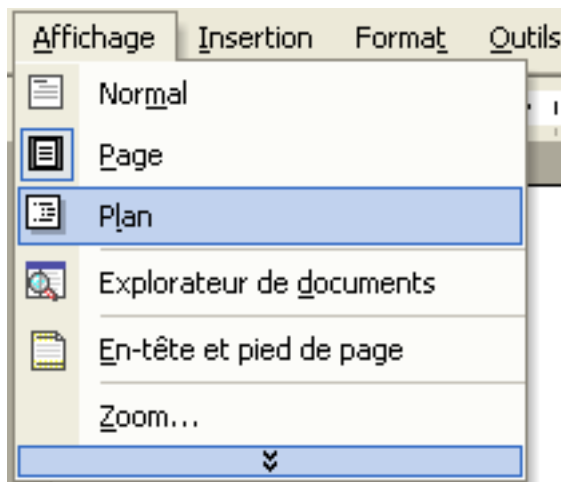 Affichage Insertion Format Outils
Normal
Page
Plan
Explorateur de documents
En-tête et pied de page
Zoom...